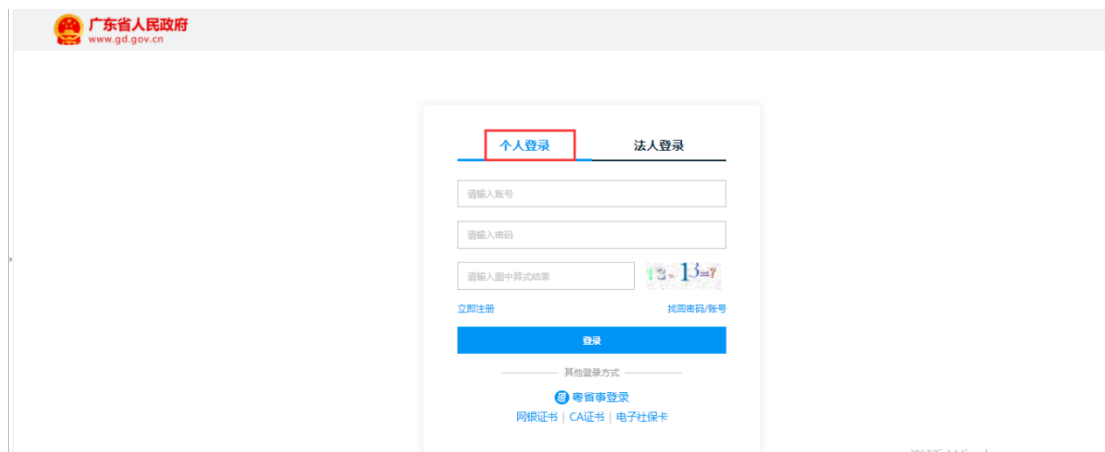 广东省人民政府
www.gd.gov.cn
个人登录 法人登录
请输入账号
请输入密码
请输入图中算式结果
立即注册 找回密码/账号
登录
其他登录方式
粤省事登录
网银证书 | CA证书 | 电子社保卡